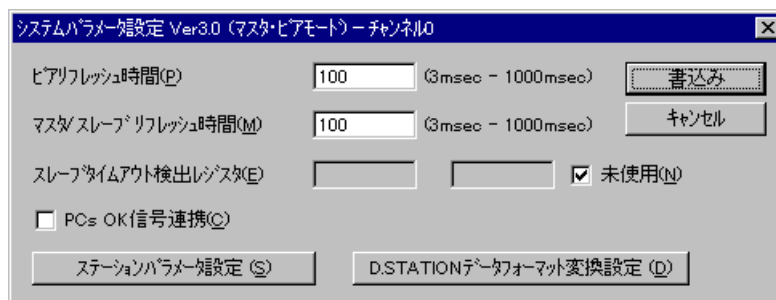 ｼｽﾃﾑﾊﾟﾗﾒｰﾀ設定 Ver3.0 (ﾏｽﾀ･ﾋﾟｱﾓｰﾄﾞ) – ﾁｬﾝﾈﾙ0
ﾋﾟｱﾘﾌﾚｯｼｭ時間(P) 100 (3msec - 1000msec) 書込み
ﾏｽﾀ/ｽﾚｰﾌﾞﾘﾌﾚｯｼｭ時間(M) 100 (3msec - 1000msec) ｷｬﾝｾﾙ
ｽﾚｰﾌﾞﾀｲﾑｱｳﾄ検出ﾚｼﾞｽﾀ(E) 未使用(N)
PCs OK信号連携(C)
ｽﾃｰｼｮﾝﾊﾟﾗﾒｰﾀ設定 (S) D.STATIONﾃﾞｰﾀﾌｫｰﾏｯﾄ変換設定 (D)